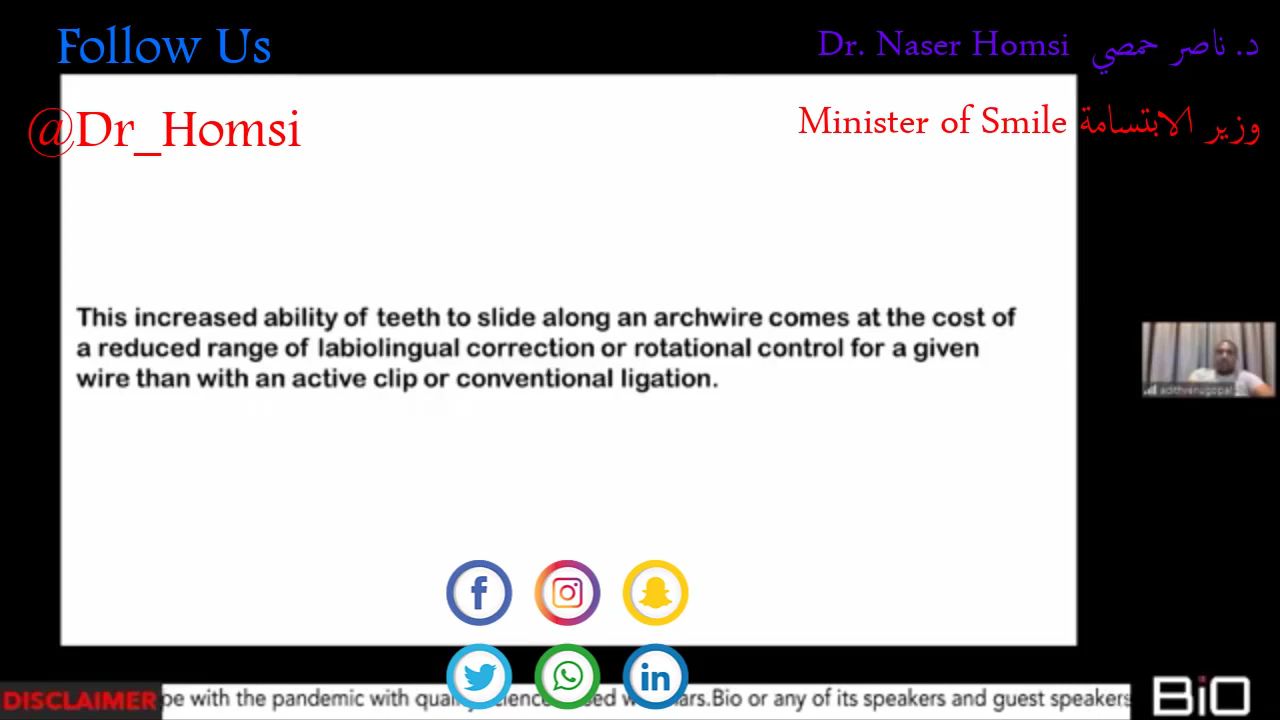 Follow Us
Dr. Naser Homsi د. ناصر حمصي
@Dr_Homsi
Minister of Smile وزير الابتسامة
This increased ability of teeth to slide along an archwire comes at the cost of
a reduced range of labiolingual correction or rotational control for a given
wire than with an active clip or conventional ligation.
adithvenugopal
DISCLAIMER pe with the pandemic with .Bio or any of its speakers and guest speakers
BiO